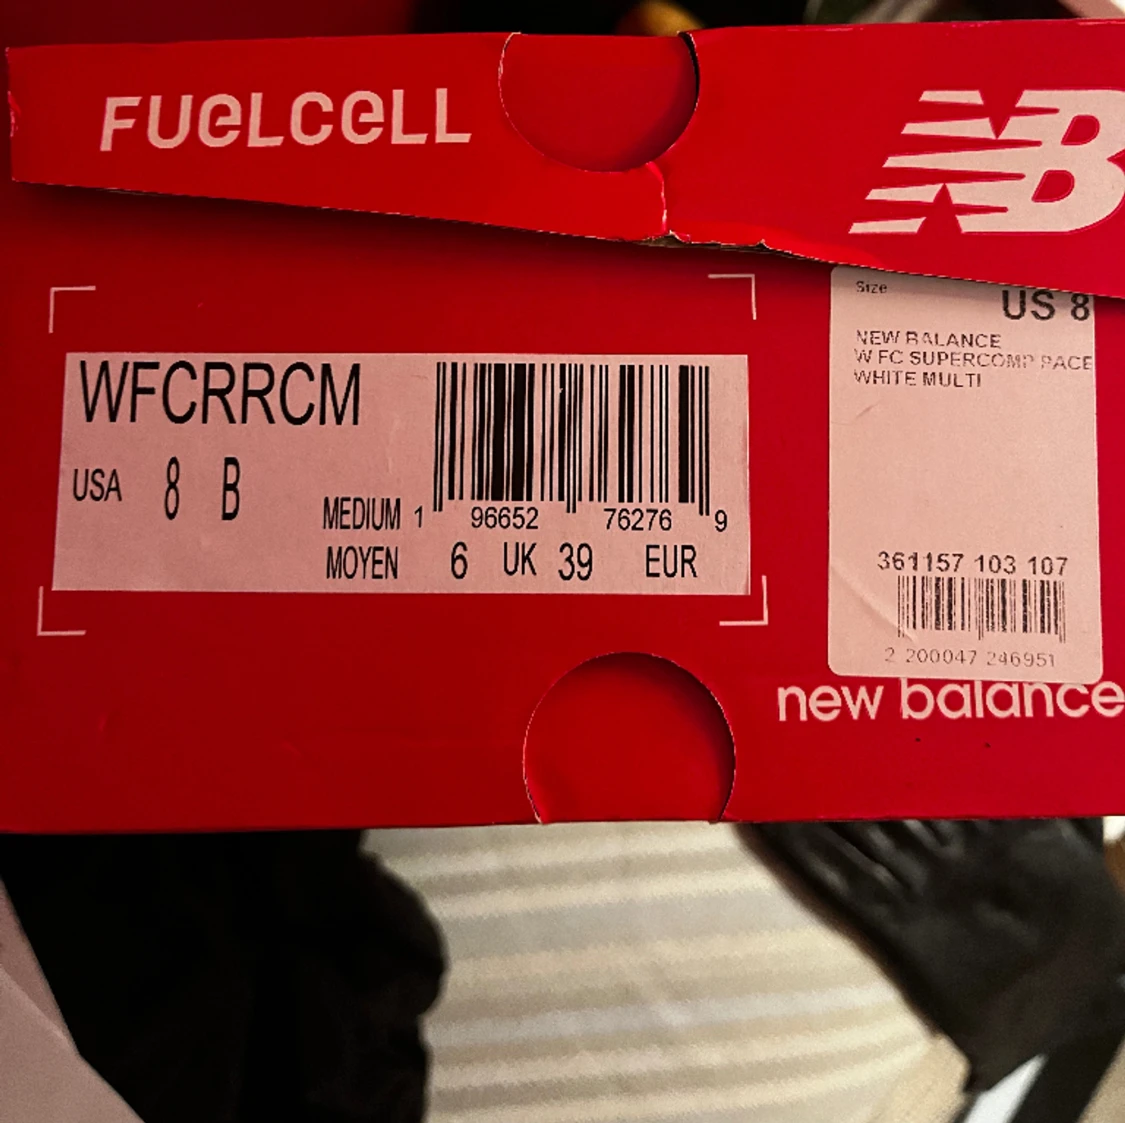 FUELCELL
NB
WFCRRCM
USA 8 B
MEDIUM 1 96652 76276 9
MOYEN 6 UK 39 EUR
Size
US 8
NEW BALANCE
W FC SUPERCOMP PACE
WHITE MULTI
361157 103 107
2 200047 246951
new balance